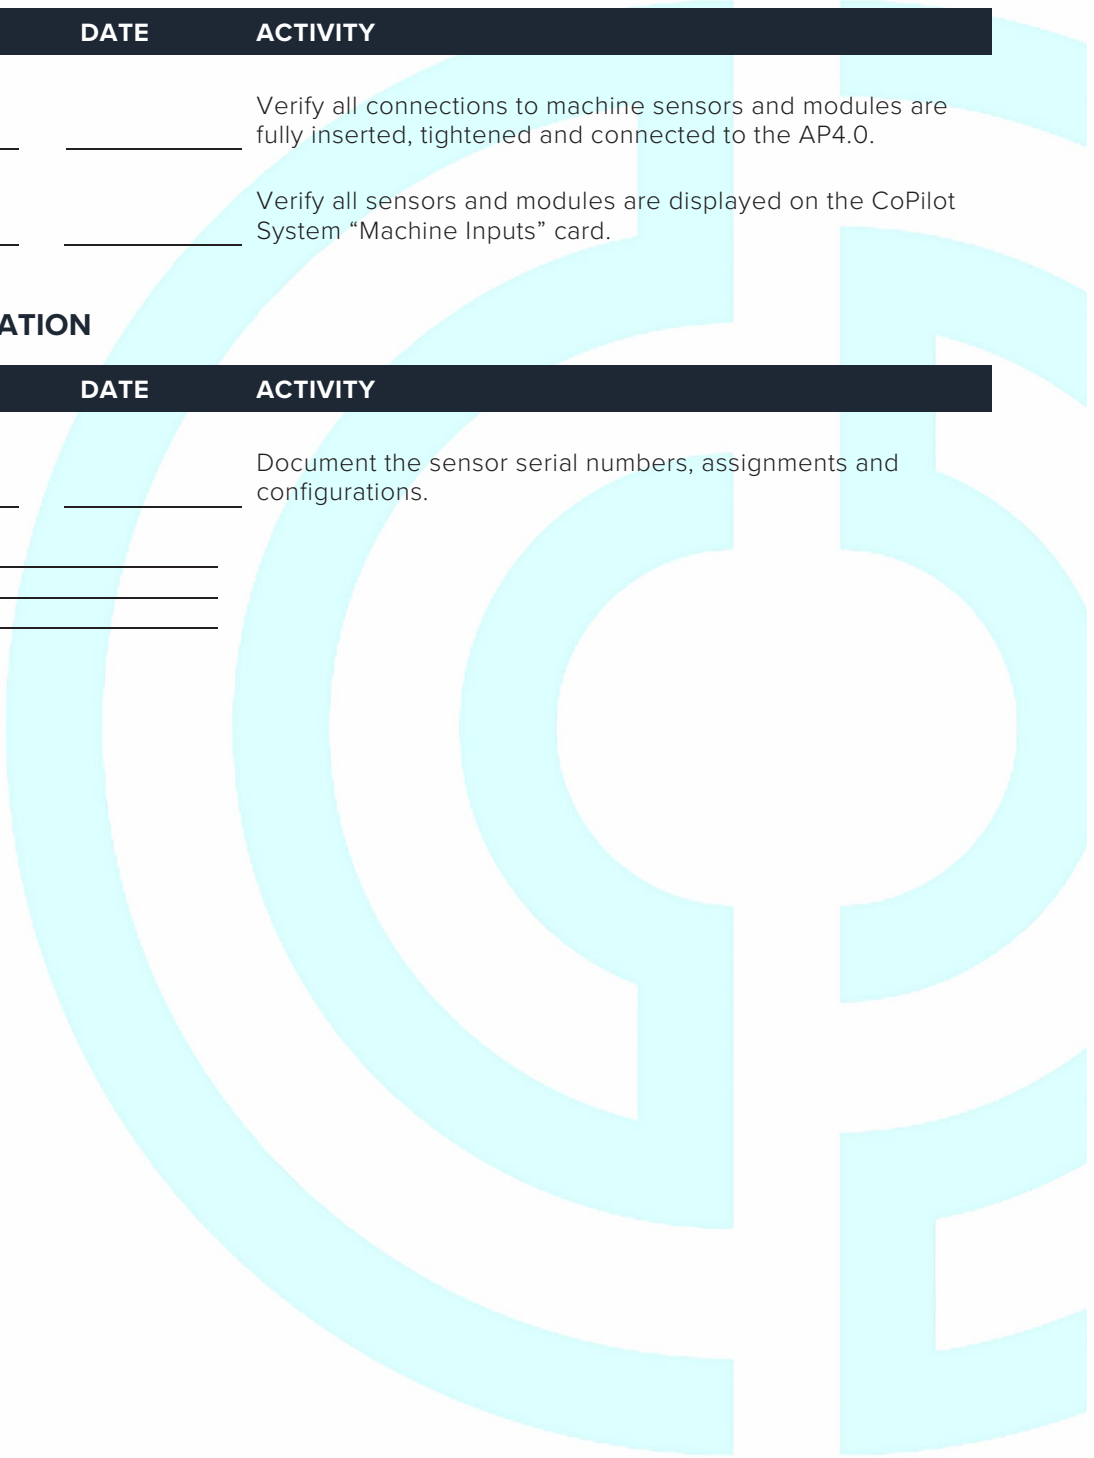 DATE ACTIVITY
Verify all connections to machine sensors and modules are
fully inserted, tightened and connected to the AP4.0.
Verify all sensors and modules are displayed on the CoPilot
System “Machine Inputs” card.
ATION
DATE ACTIVITY
Document the sensor serial numbers, assignments and
configurations.